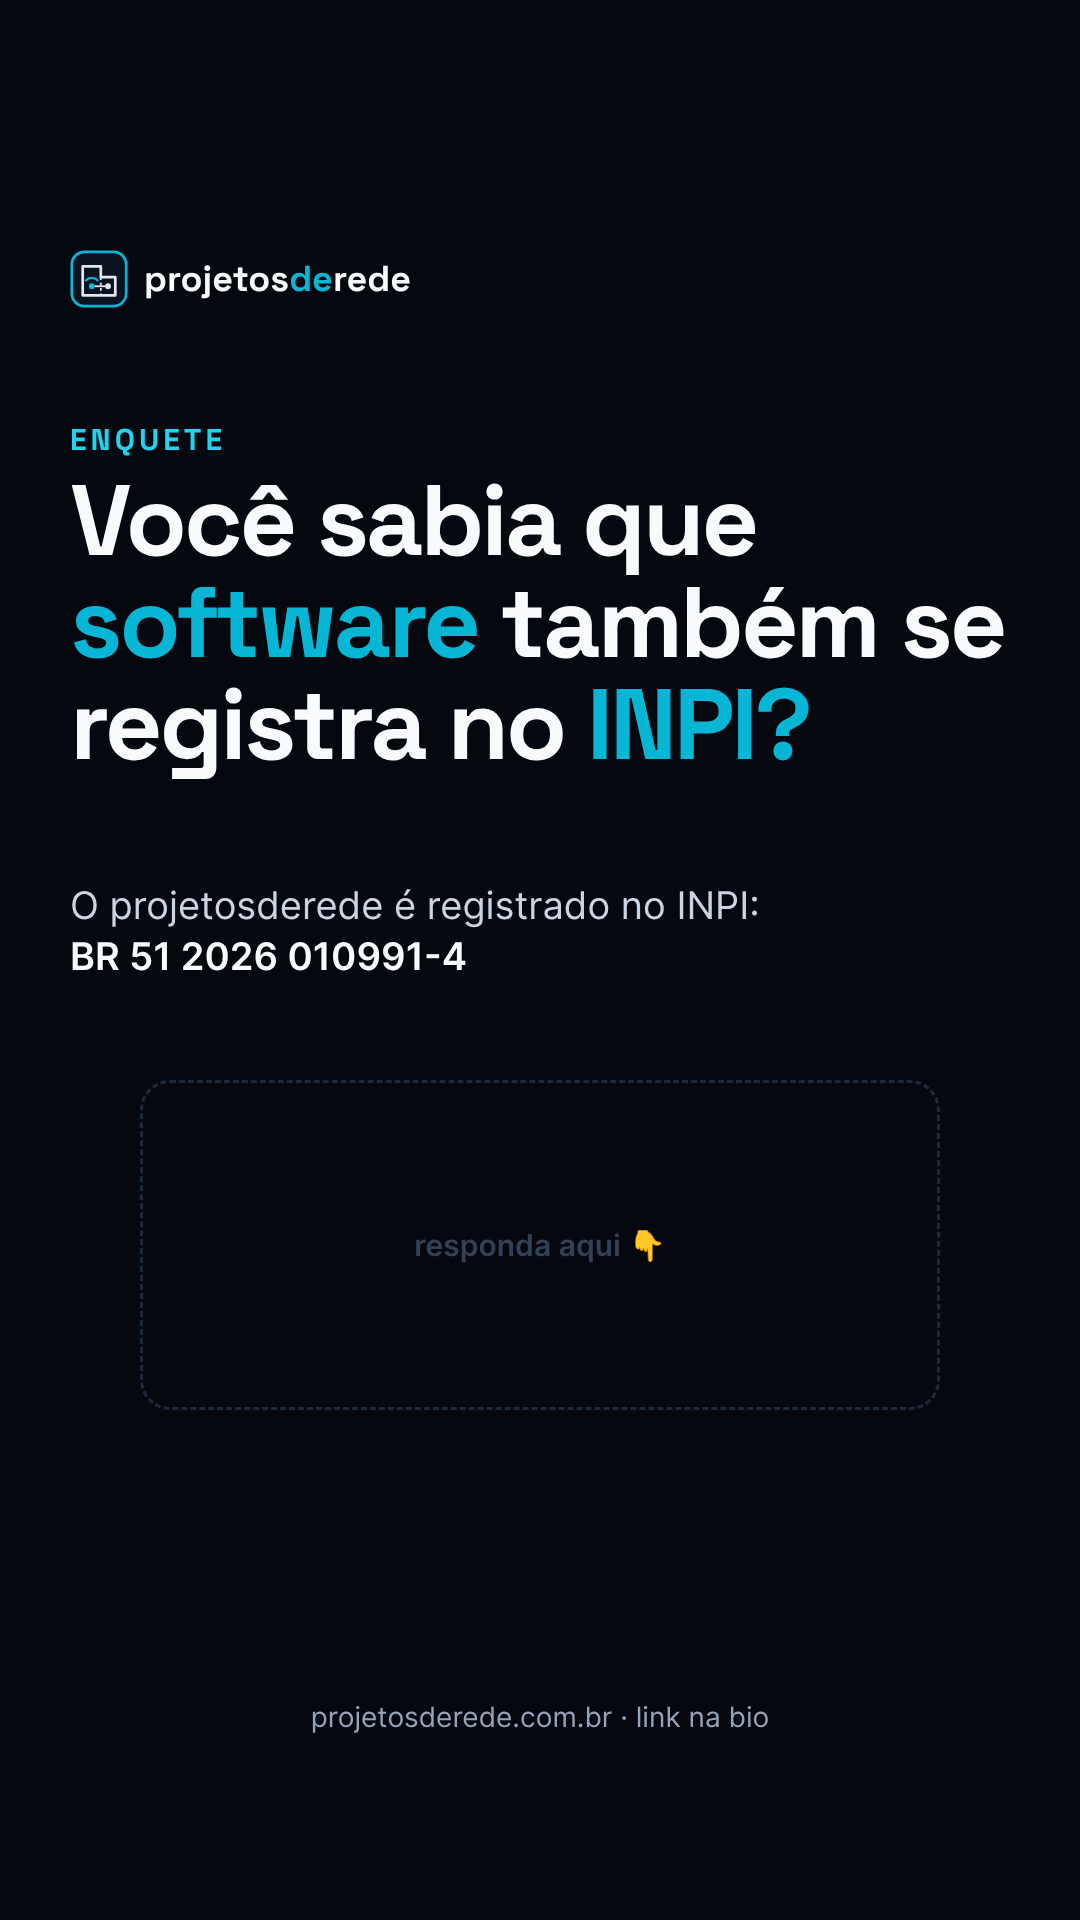 projetosderede
ENQUETE
Você sabia que
software também se
registra no INPI?
O projetosderede é registrado no INPI:
BR 51 2026 010991-4
responda aqui 👇
projetosderede.com.br · link na bio